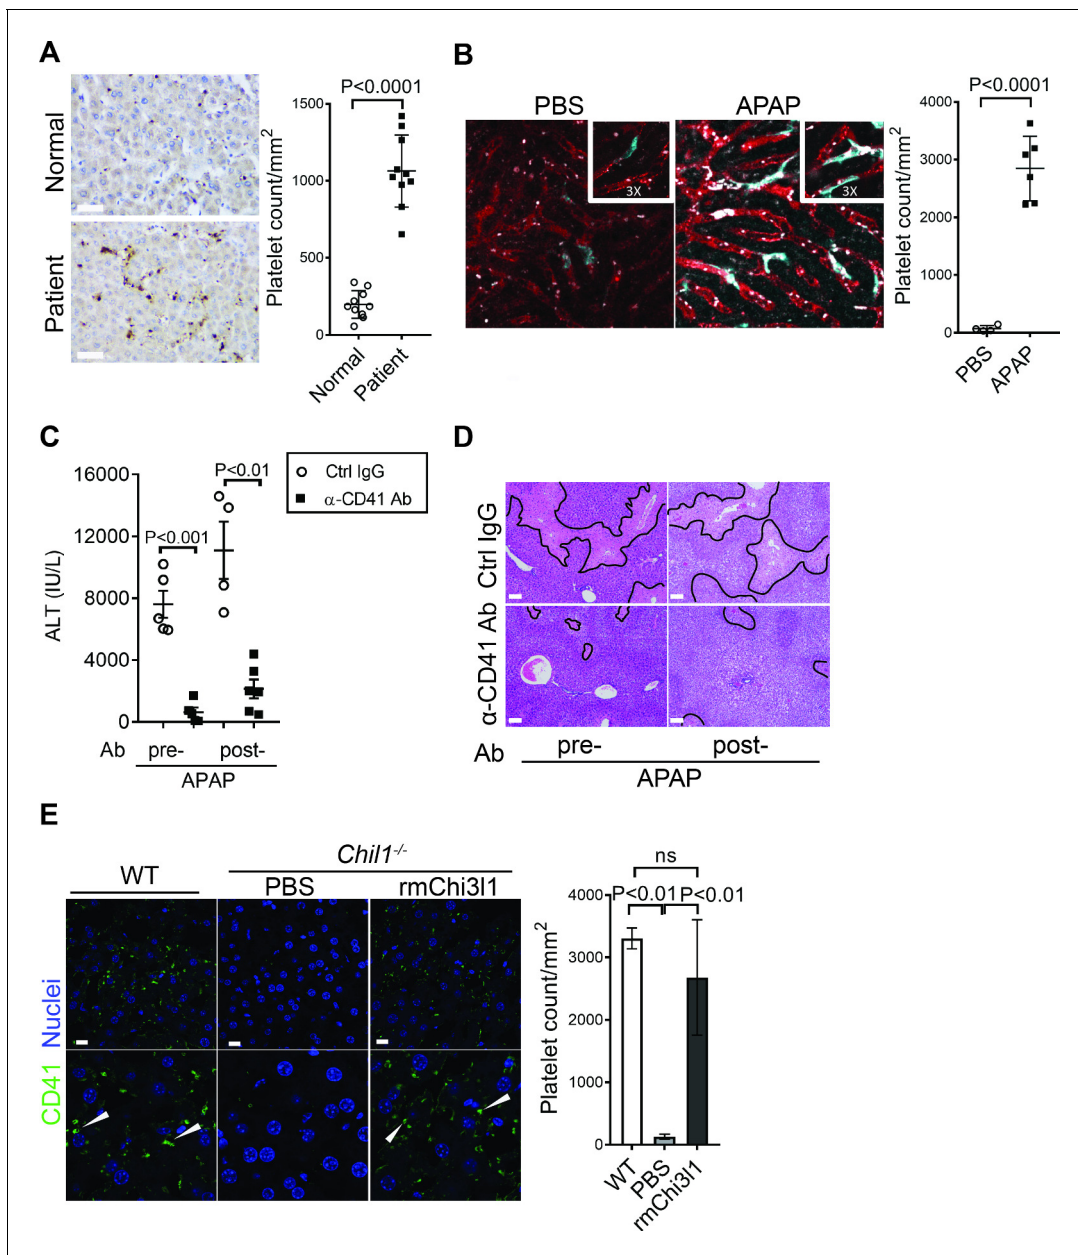 A
Normal
Patient
Platelet count/mm2
P<0.0001
1500
1000
500
0
Normal
Patient
B
PBS
APAP
3X
3X
Platelet count/mm2
P<0.0001
4000
3000
2000
1000
0
PBS
APAP
C
ALT (IU/L)
16000
12000
8000
4000
0
P<0.001
P<0.01
Ctrl IgG
α-CD41 Ab
Ab
pre-
post-
APAP
D
Ctrl IgG
α-CD41 Ab
Ab
pre-
post-
APAP
E
WT
Chil1-/-
PBS
rmChi3l1
CD41 Nuclei
Platelet count/mm2
ns
P<0.01
P<0.01
4000
3000
2000
1000
0
WT
PBS
rmChi3l1